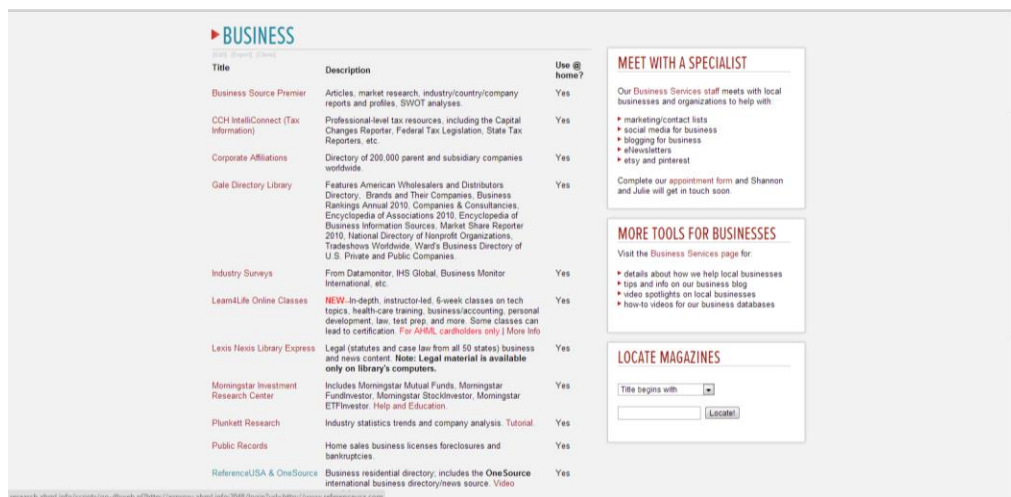 BUSINESS
Title Description Use @ home?
Business Source Premier Articles, market research, industry/country/company Yes
reports and profiles, SWOT analyses.
CCH IntelliConnect (Tax Professional-level tax resources, including the Capital Yes
Information) Changes Reporter, Federal Tax Legislation, State Tax
Reporters, etc.
Corporate Affiliations Directory of 200,000 parent and subsidiary companies Yes
worldwide.
Gale Directory Library Features American Wholesalers and Distributors Yes
Directory, Brands and Their Companies, Business
Rankings Annual 2010, Companies & Consultancies,
Encyclopedia of Associations 2010, Encyclopedia of
Business Information Sources, Market Share Reporter
2010, National Directory of Nonprofit Organizations,
Tradeshows Worldwide, Ward's Business Directory of
U.S. Private and Public Companies.
Industry Surveys From Datamonitor, IHS Global, Business Monitor Yes
International, etc.
Learn4Life Online Classes NEW--In-depth, instructor-led, 6-week classes on tech Yes
topics, health-care training, business/accounting, personal
development, law, test prep, and more. Some classes can
lead to certification. For AHML cardholders only | More Info
Lexis Nexis Library Express Legal (statutes and case law from all 50 states) business Yes
and news content. Note: Legal material is available
only on library's computers.
Morningstar Investment Includes Morningstar Mutual Funds, Morningstar Yes
Research Center FundInvestor, Morningstar StockInvestor, Morningstar
ETFInvestor. Help and Education.
Plunkett Research Industry statistics trends and company analysis. Tutorial. Yes
Public Records Home sales business licenses foreclosures and Yes
bankruptcies.
ReferenceUSA & OneSource Business residential directory; includes the OneSource Yes
international business directory/news source. Video
MEET WITH A SPECIALIST
Our Business Services staff meets with local
businesses and organizations to help with:
marketing/contact lists
social media for business
blogging for business
eNewsletters
etsy and pinterest
Complete our appointment form and Shannon
and Julie will get in touch soon.
MORE TOOLS FOR BUSINESSES
Visit the Business Services page for:
details about how we help local businesses
tips and info on our business blog
video spotlights on local businesses
how-to videos for our business databases
LOCATE MAGAZINES
Title begins with
Locate!